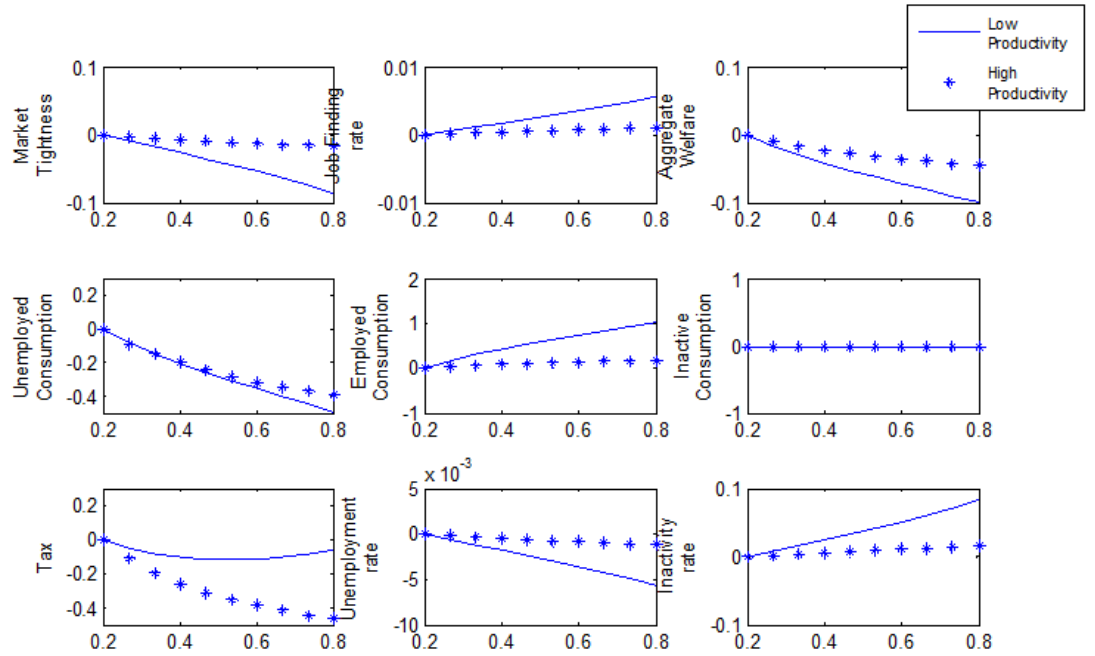 Low
Productivity
High
Productivity
Market
Tightness
0.1
0
-0.1
0.2 0.4 0.6 0.8
Job Finding
rate
0.01
0
-0.01
0.2 0.4 0.6 0.8
Aggregate
Welfare
0.1
0
-0.1
0.2 0.4 0.6 0.8
Unemployed
Consumption
0.2
0
-0.2
-0.4
0.2 0.4 0.6 0.8
Employed
Consumption
2
1
0
-1
0.2 0.4 0.6 0.8
Inactive
Consumption
1
0
-1
0.2 0.4 0.6 0.8
Tax
0.2
0
-0.2
-0.4
0.2 0.4 0.6 0.8
Unemployment
rate
x 10^-3
5
0
-5
-10
0.2 0.4 0.6 0.8
Inactivity
rate
0.1
0
-0.1
0.2 0.4 0.6 0.8